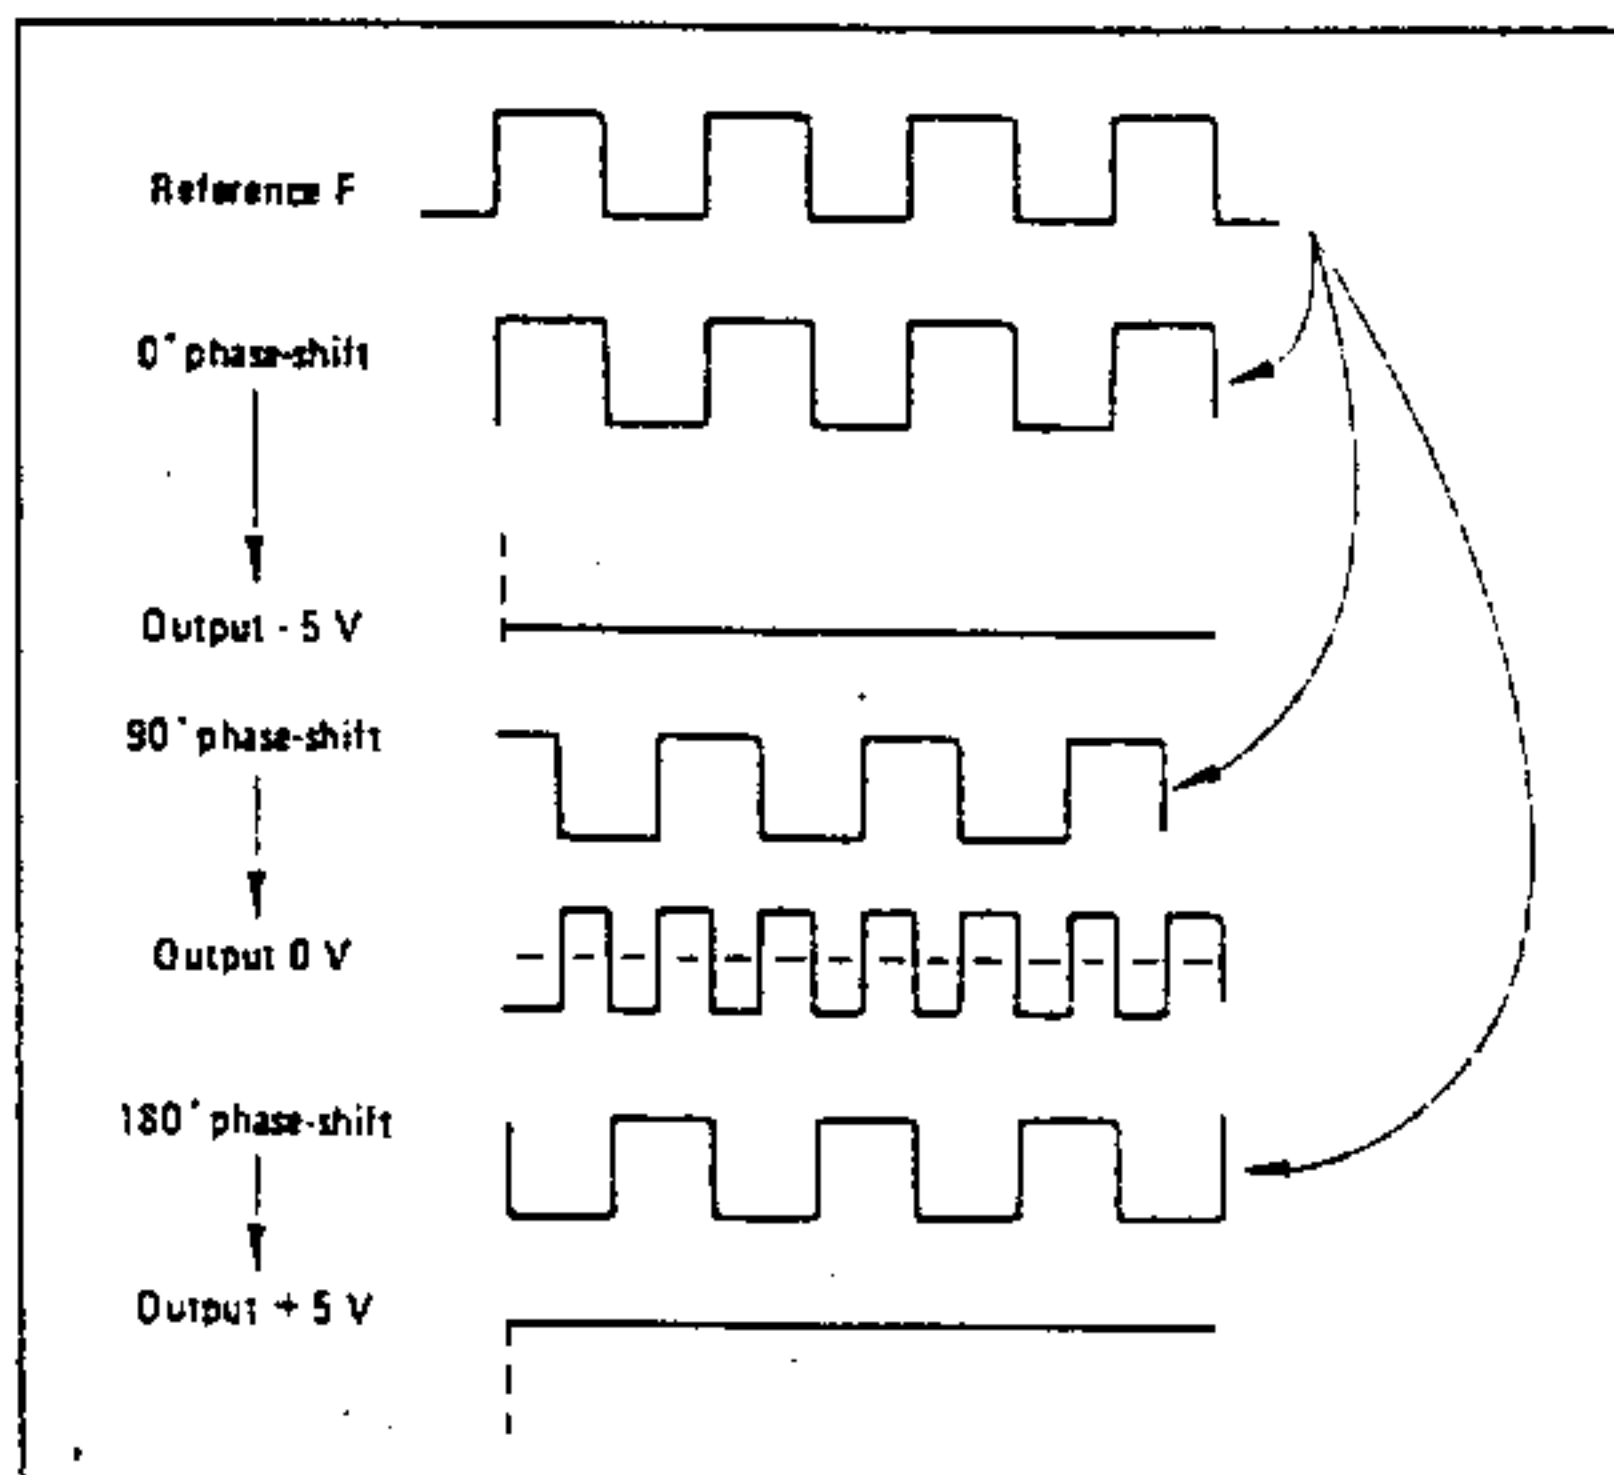 Reference F
0° phase-shift
Output - 5 V
90° phase-shift
Output 0 V
180° phase-shift
Output + 5 V